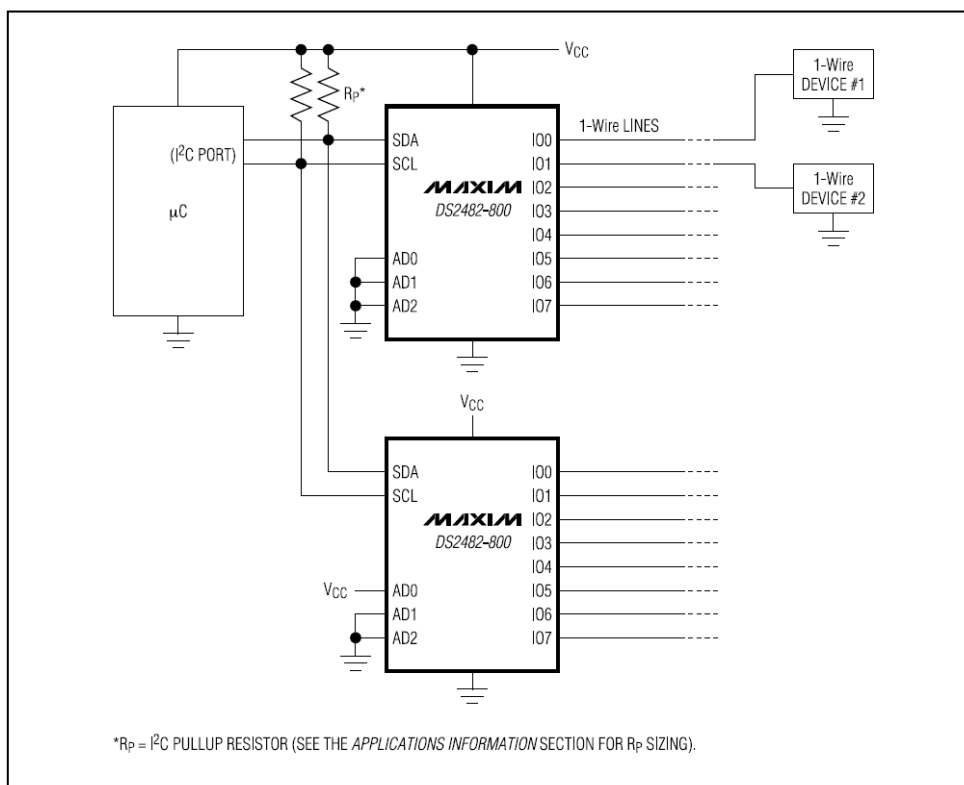 VCC
RP*
1-Wire
DEVICE #1
1-Wire LINES
(I²C PORT)
µC
SDA
SCL
MAXIM
DS2482-800
AD0
AD1
AD2
IO0
IO1
IO2
IO3
IO4
IO5
IO6
IO7
1-Wire
DEVICE #2
VCC
SDA
SCL
MAXIM
DS2482-800
VCC
AD0
AD1
AD2
IO0
IO1
IO2
IO3
IO4
IO5
IO6
IO7
*RP = I²C PULLUP RESISTOR (SEE THE APPLICATIONS INFORMATION SECTION FOR RP SIZING).